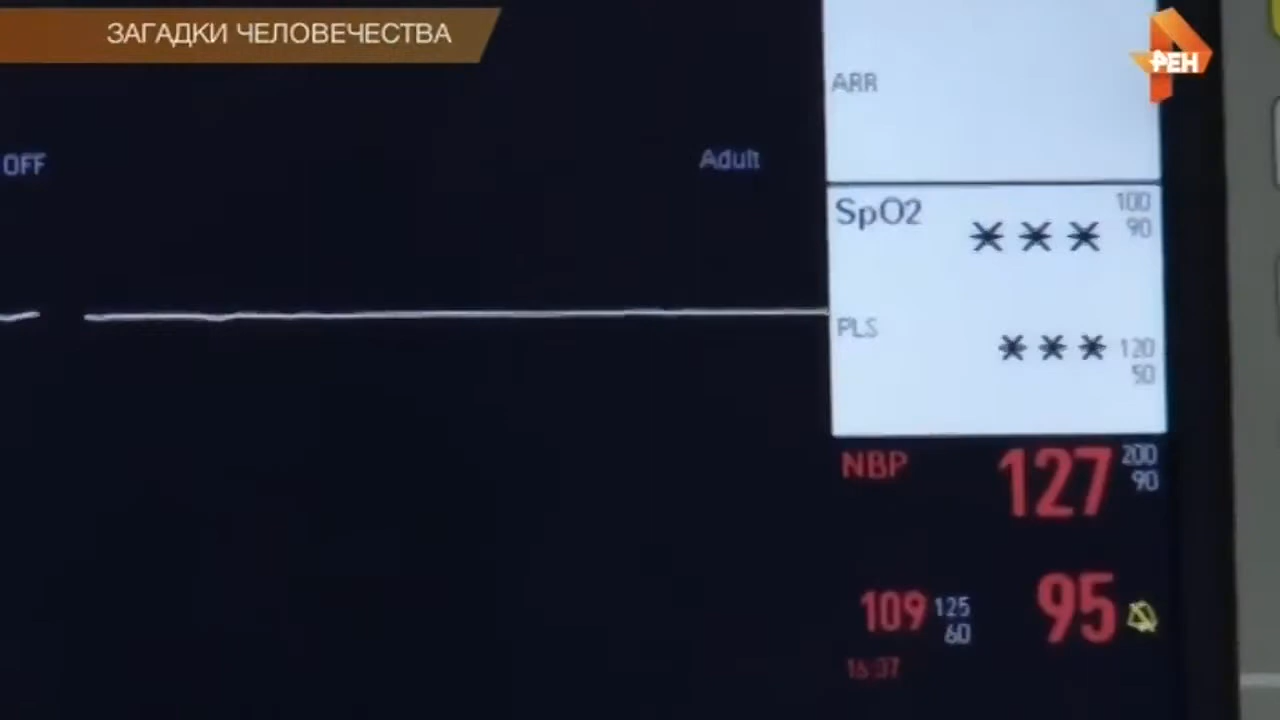 ЗАГАДКИ ЧЕЛОВЕЧЕСТВА
РЕН
ARR
OFF
Adult
SpO2
* * *
100
90
PLS
* * *
120
50
NBP
127
200
90
109
125
60
95
16:37